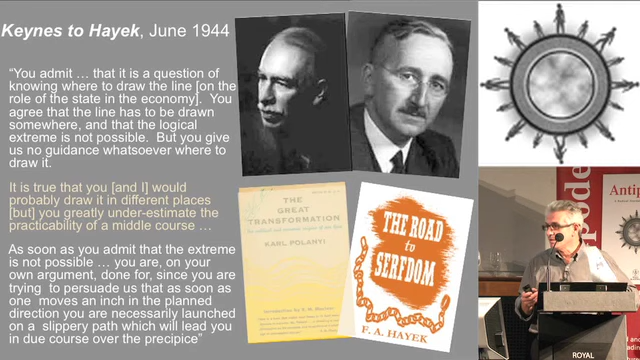 Keynes to Hayek, June 1944
“You admit … that it is a question of
knowing where to draw the line [on the
role of the state in the economy].  You
agree that the line has to be drawn
somewhere, and that the logical
extreme is not possible.  But you give
us no guidance whatsoever where to
draw it.
It is true that you [and I] would
probably draw it in different places
[but] you greatly under-estimate the
practicability of a middle course …
As soon as you admit that the extreme
is not possible … you are, on your
own argument, done for, since you are
trying  to persuade us that as soon as
one  moves an inch in the planned
direction you are necessarily launched
on a  slippery path which will lead you
in due course over the precipice”
THE
GREAT
TRANSFORMATION
KARL POLANYI
THE ROAD
to
SERFDOM
F. A. HAYEK
Antip
ROYAL